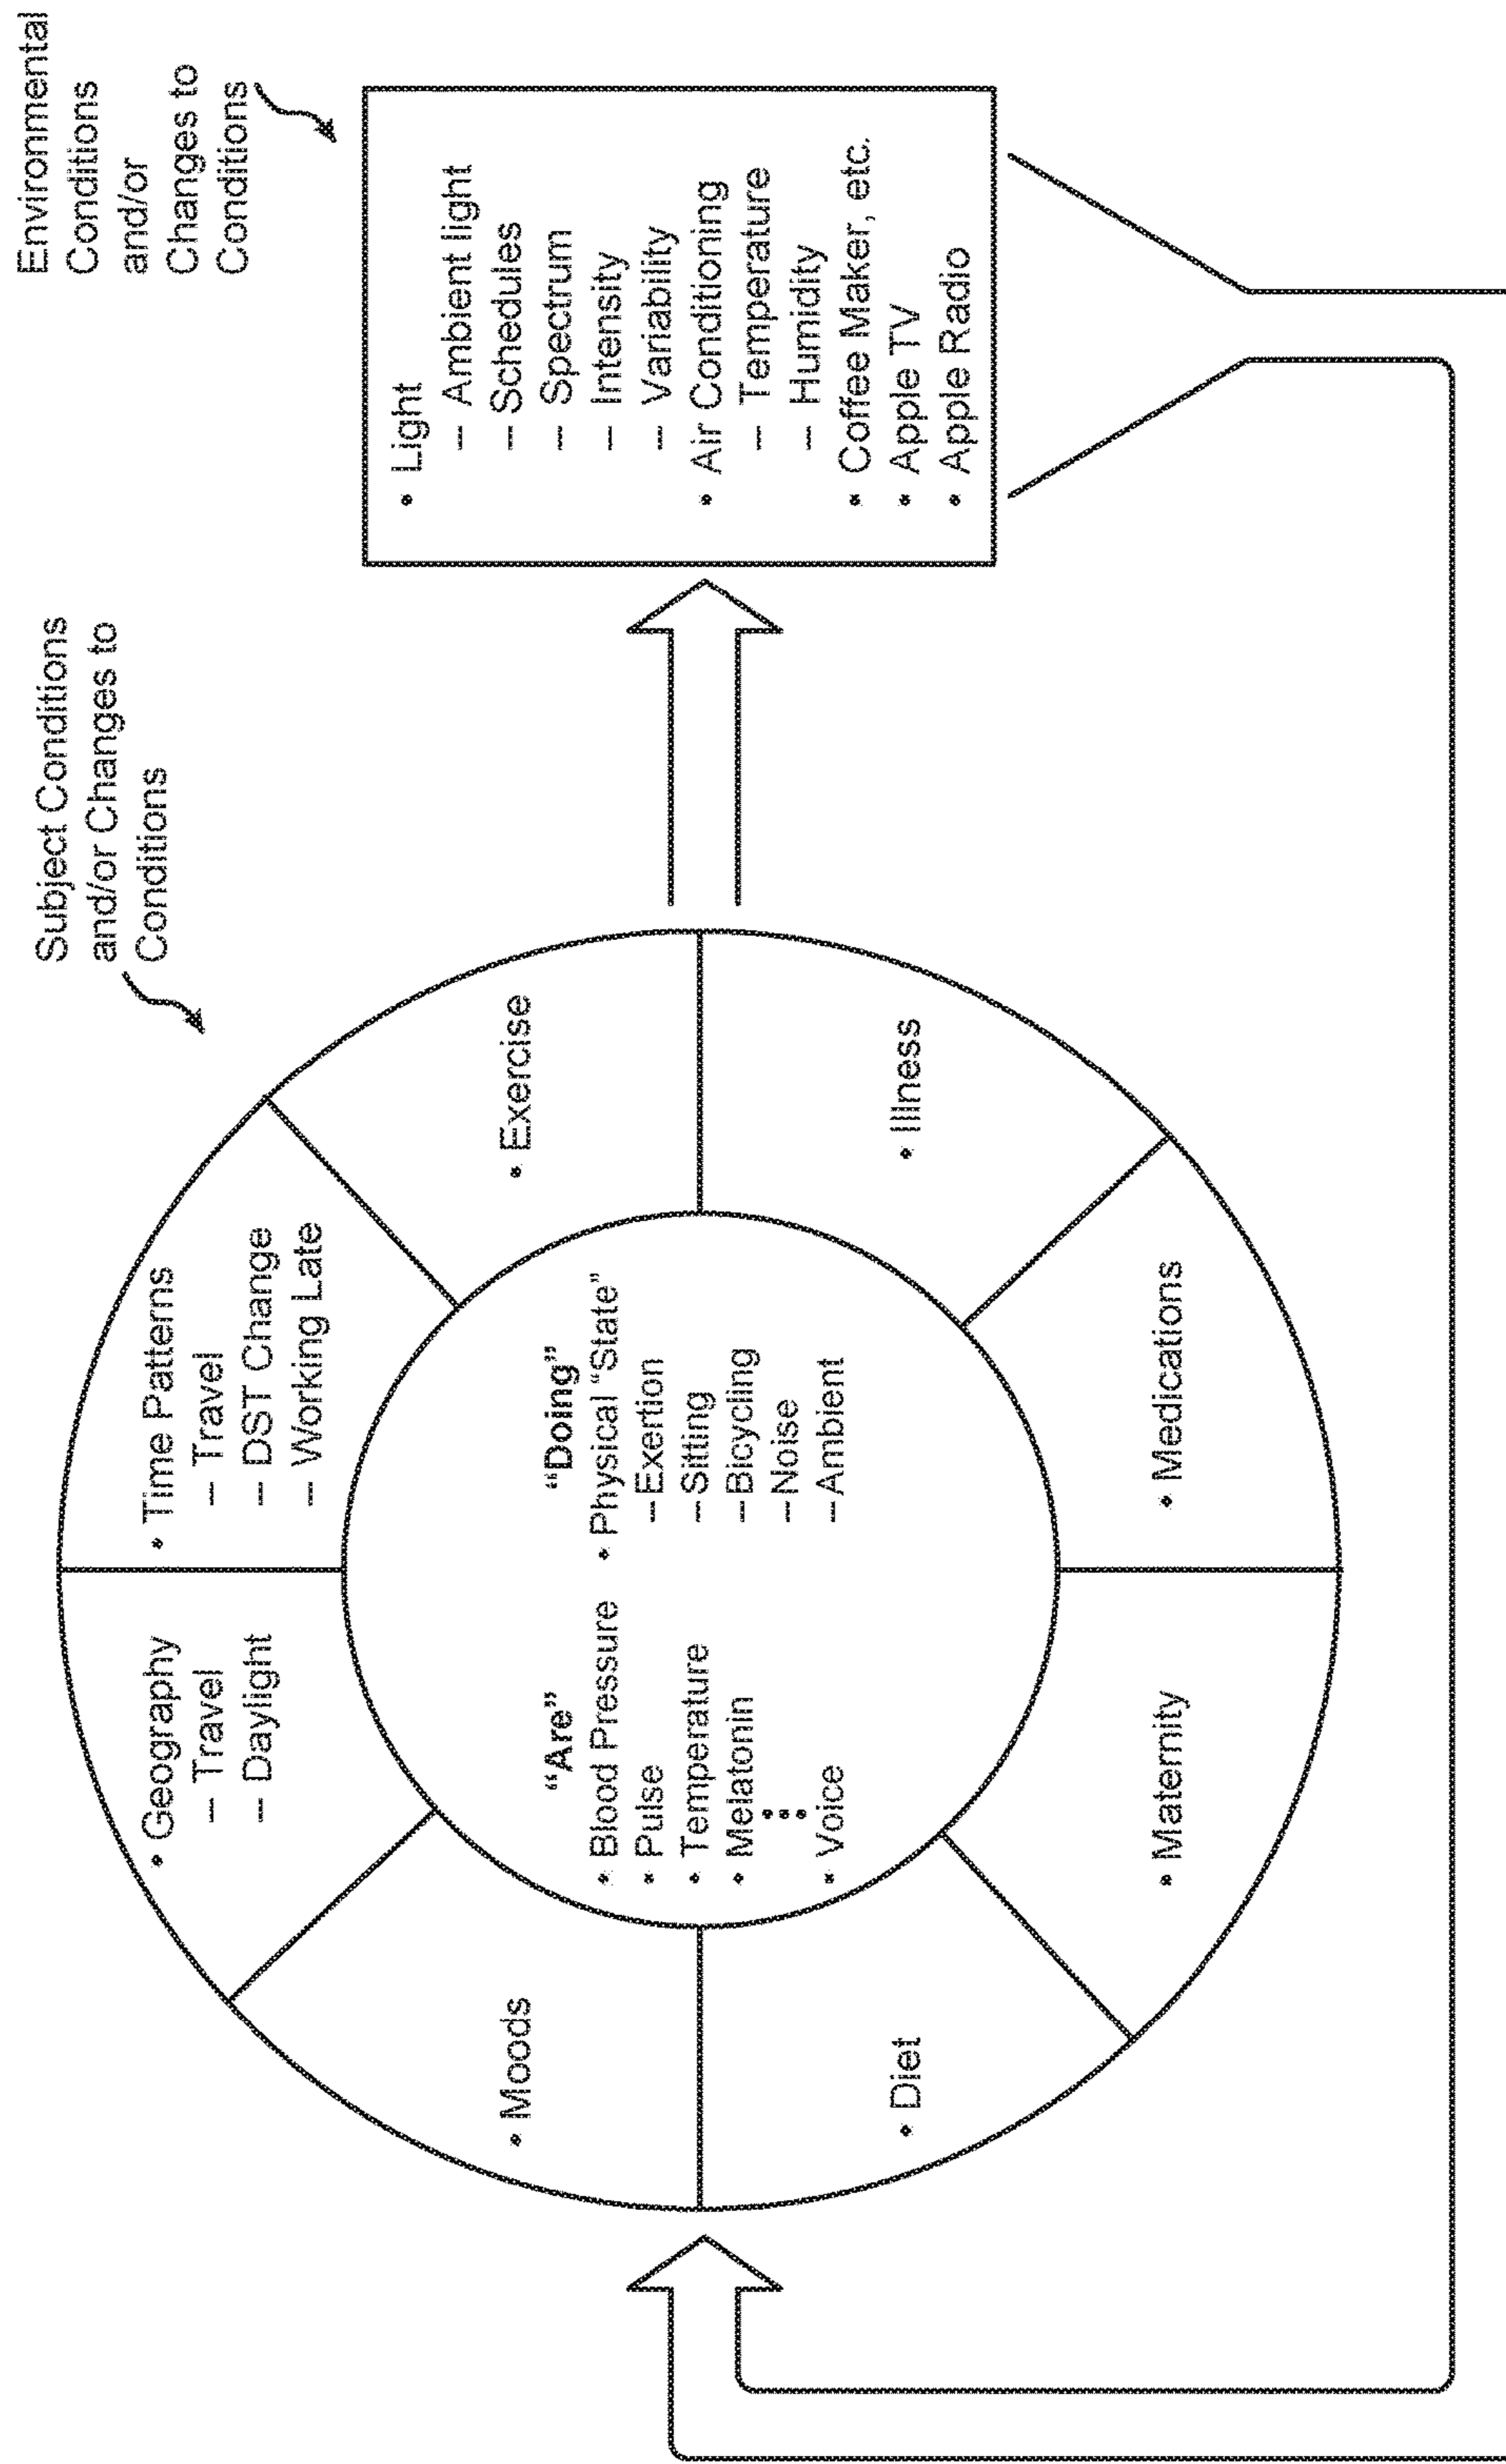 Subject Conditions
and/or Changes to
Conditions
Environmental
Conditions
and/or
Changes to
Conditions
• Geography
– Travel
– Daylight
• Time Patterns
– Travel
– DST Change
– Working Late
• Moods
• Exercise
"Are"
• Blood Pressure
• Pulse
• Temperature
• Melatonin
• Voice
"Doing"
• Physical "State"
–Exertion
–Sitting
–Bicycling
–Noise
–Ambient
• Diet
• Illness
• Maternity
• Medications
• Light
– Ambient light
– Schedules
– Spectrum
– Intensity
– Variability
• Air Conditioning
– Temperature
– Humidity
• Coffee Maker, etc.
• Apple TV
• Apple Radio